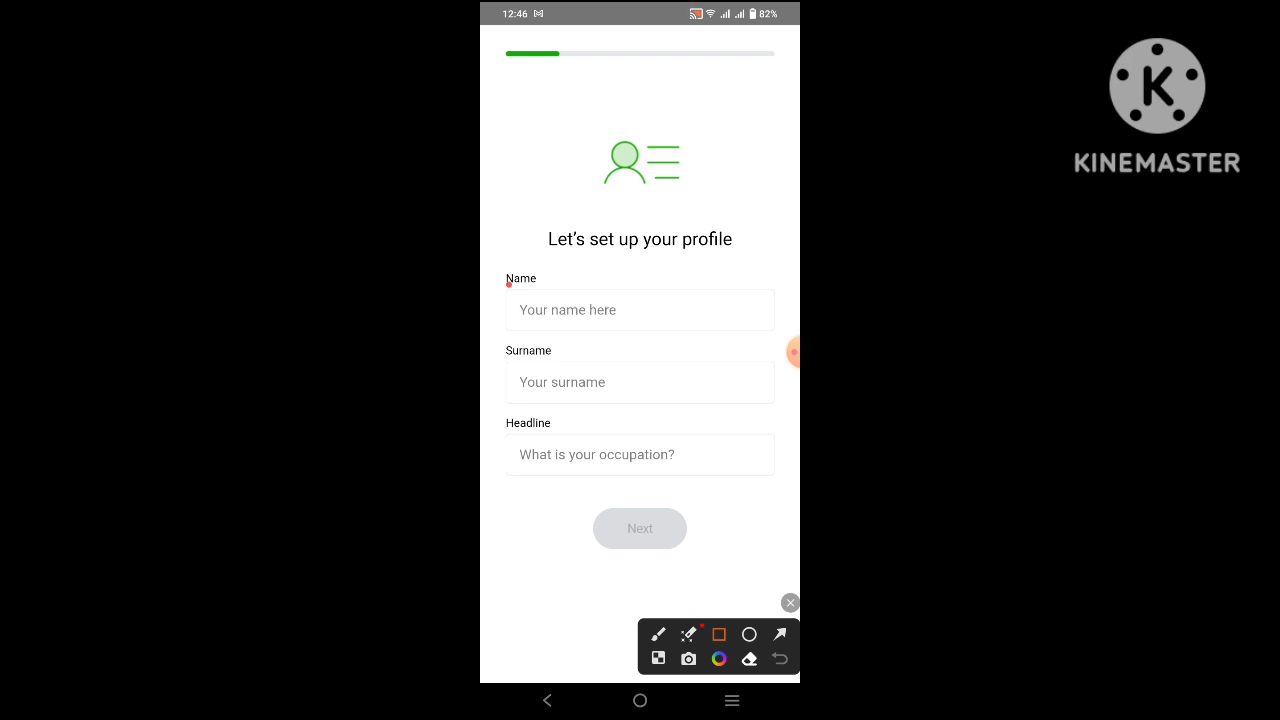 12:46 82%
KINEMASTER
Let's set up your profile
Name
Your name here
Surname
Your surname
Headline
What is your occupation?
Next